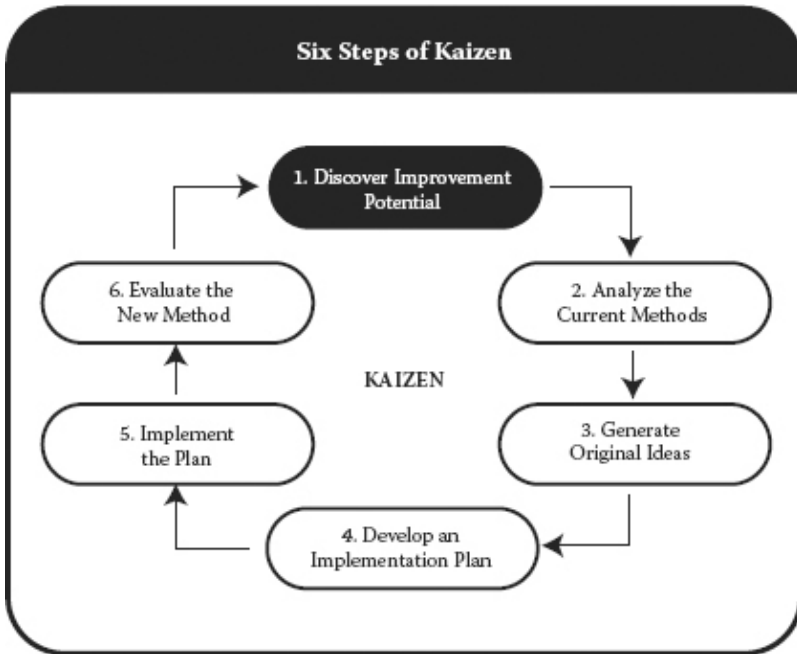 Six Steps of Kaizen
1. Discover Improvement
Potential
2. Analyze the
Current Methods
3. Generate
Original Ideas
4. Develop an
Implementation Plan
5. Implement
the Plan
6. Evaluate the
New Method
KAIZEN